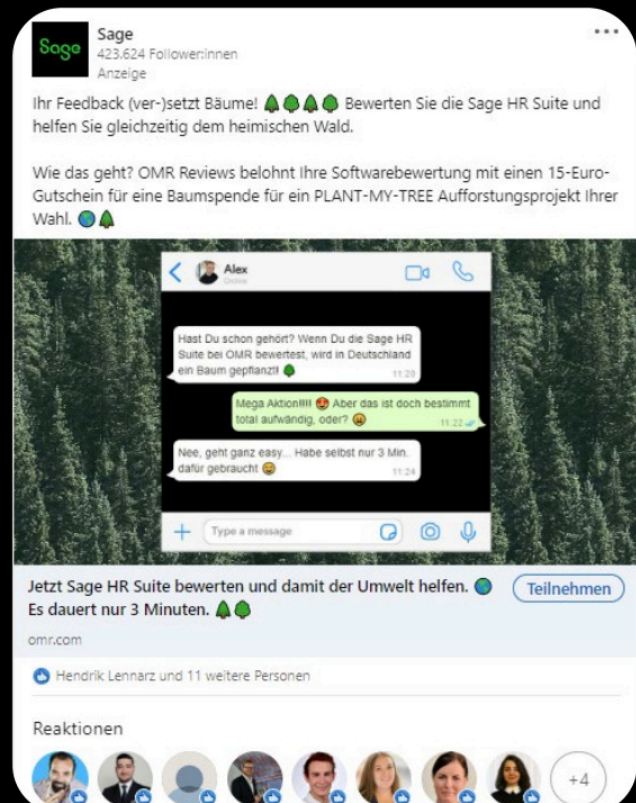 Sage
Sage
423.624 Follower:innen
Anzeige
Ihr Feedback (ver-)setzt Bäume! 🌲🌳🌲🌳 Bewerten Sie die Sage HR Suite und
helfen Sie gleichzeitig dem heimischen Wald.
Wie das geht? OMR Reviews belohnt Ihre Softwarebewertung mit einen 15-Euro-
Gutschein für eine Baumspende für ein PLANT-MY-TREE Aufforstungsprojekt Ihrer
Wahl. 🌍🌲
Alex
Online
Hast Du schon gehört? Wenn Du die Sage HR
Suite bei OMR bewertest, wird in Deutschland
ein Baum gepflanzt! 🌳
11:20
Mega Aktion!!!!! 😍 Aber das ist doch bestimmt
total aufwändig, oder? 😩
11:22
Nee, geht ganz easy... Habe selbst nur 3 Min.
dafür gebraucht 😄
11:24
Type a message
Jetzt Sage HR Suite bewerten und damit der Umwelt helfen. 🌍
Es dauert nur 3 Minuten. 🌲🌳
Teilnehmen
omr.com
Hendrik Lennarz und 11 weitere Personen
Reaktionen
+4